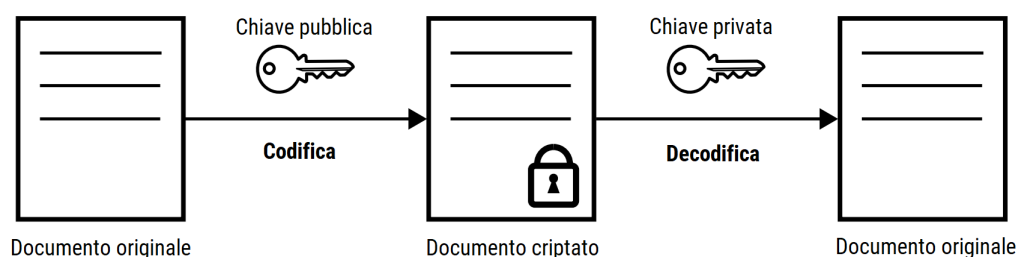 Chiave pubblica
Chiave privata
Codifica
Decodifica
Documento originale
Documento criptato
Documento originale